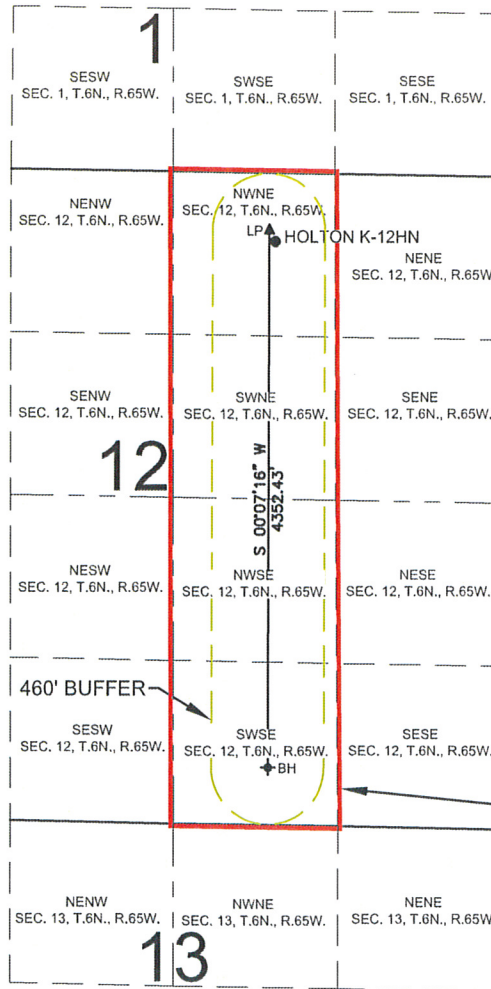 1
SESW
SEC. 1, T.6N., R.65W.
SWSE
SEC. 1, T.6N., R.65W.
SESE
SEC. 1, T.6N., R.65W.
NENW
SEC. 12, T.6N., R.65W.
NWNE
SEC. 12, T.6N., R.65W.
LP
HOLTON K-12HN
NENE
SEC. 12, T.6N., R.65W.
SENW
SEC. 12, T.6N., R.65W.
SWNE
SEC. 12, T.6N., R.65W.
SENE
SEC. 12, T.6N., R.65W.
12
S 00°07'16" W
4352.43'
NESW
SEC. 12, T.6N., R.65W.
NWSE
SEC. 12, T.6N., R.65W.
NESE
SEC. 12, T.6N., R.65W.
460' BUFFER
SESW
SEC. 12, T.6N., R.65W.
SWSE
SEC. 12, T.6N., R.65W.
BH
SESE
SEC. 12, T.6N., R.65W.
NENW
SEC. 13, T.6N., R.65W.
NWNE
SEC. 13, T.6N., R.65W.
NENE
SEC. 13, T.6N., R.65W.
13